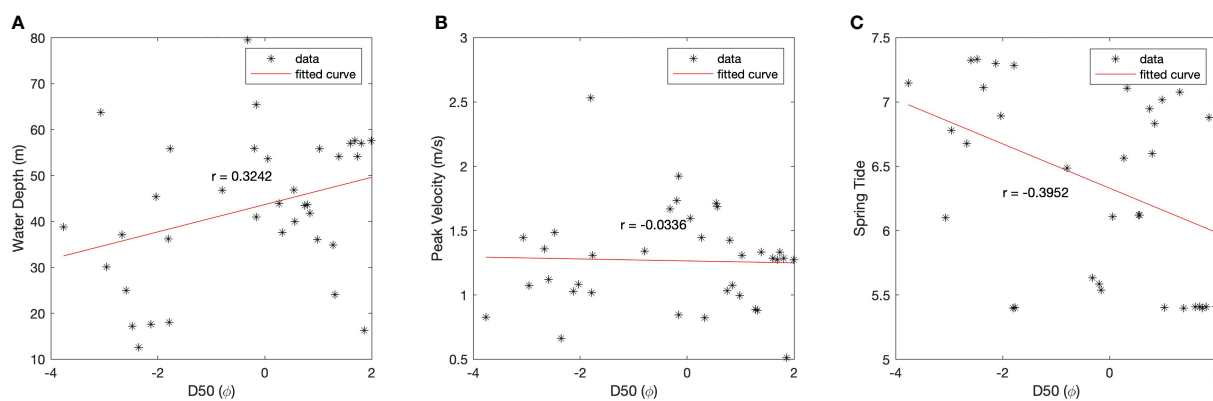 A
Water Depth (m)
80
70
60
50
40
30
20
10
-4
-2
0
2
D50 (ϕ)
data
fitted curve
r = 0.3242
B
Peak Velocity (m/s)
3
2.5
2
1.5
1
0.5
-4
-2
0
2
D50 (ϕ)
data
fitted curve
r = -0.0336
C
Spring Tide
7.5
7
6.5
6
5.5
5
-4
-2
0
D50 (ϕ)
data
fitted curve
r = -0.3952